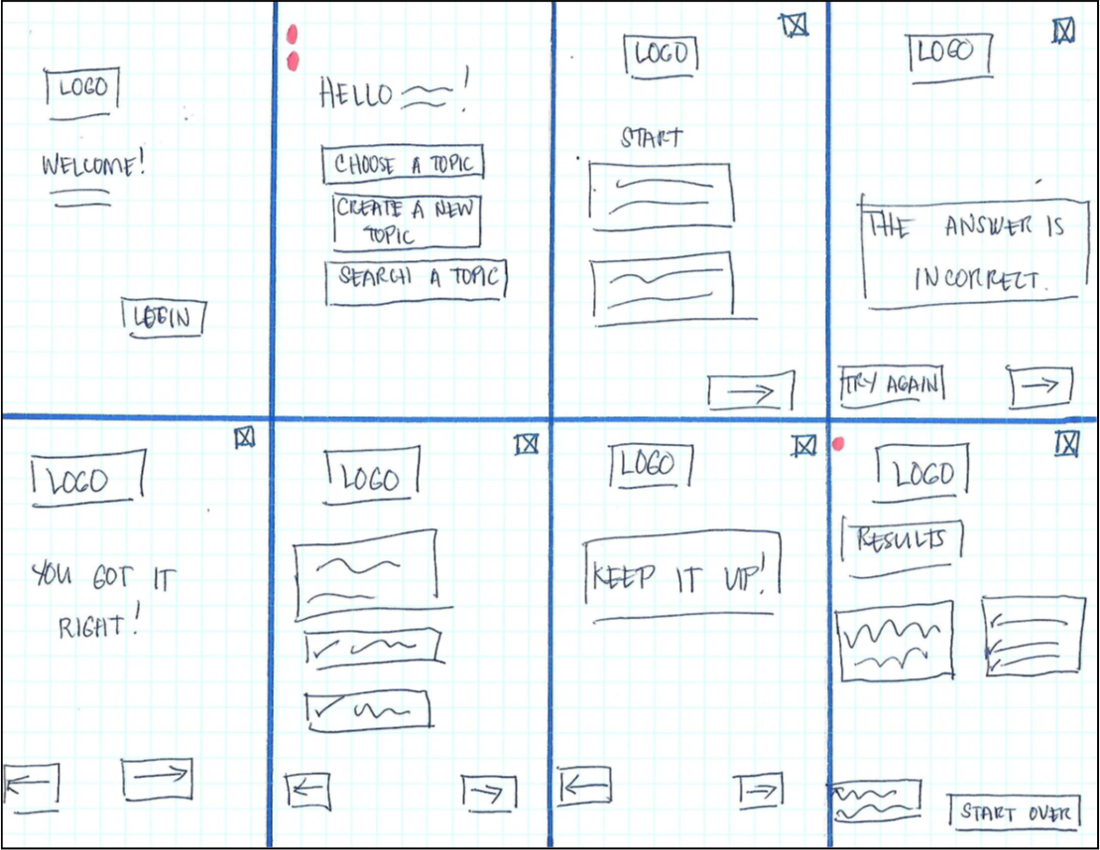 LOGO
WELCOME!
LOGIN
HELLO !
CHOOSE A TOPIC
CREATE A NEW
TOPIC
SEARCH A TOPIC
LOGO
START
LOGO
THE ANSWER IS
INCORRECT.
TRY AGAIN
LOGO
YOU GOT IT
RIGHT!
LOGO
LOGO
KEEP IT UP!
LOGO
RESULTS
START OVER